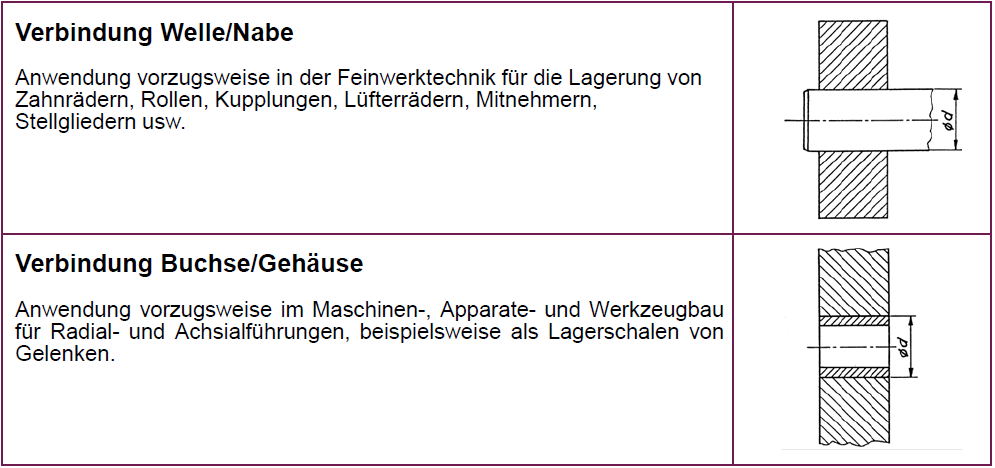 Verbindung Welle/Nabe
Anwendung vorzugsweise in der Feinwerktechnik für die Lagerung von
Zahnrädern, Rollen, Kupplungen, Lüfterrädern, Mitnehmern,
Stellgliedern usw.
ød
Verbindung Buchse/Gehäuse
Anwendung vorzugsweise im Maschinen-, Apparate- und Werkzeugbau
für Radial- und Achsialführungen, beispielsweise als Lagerschalen von
Gelenken.
ød